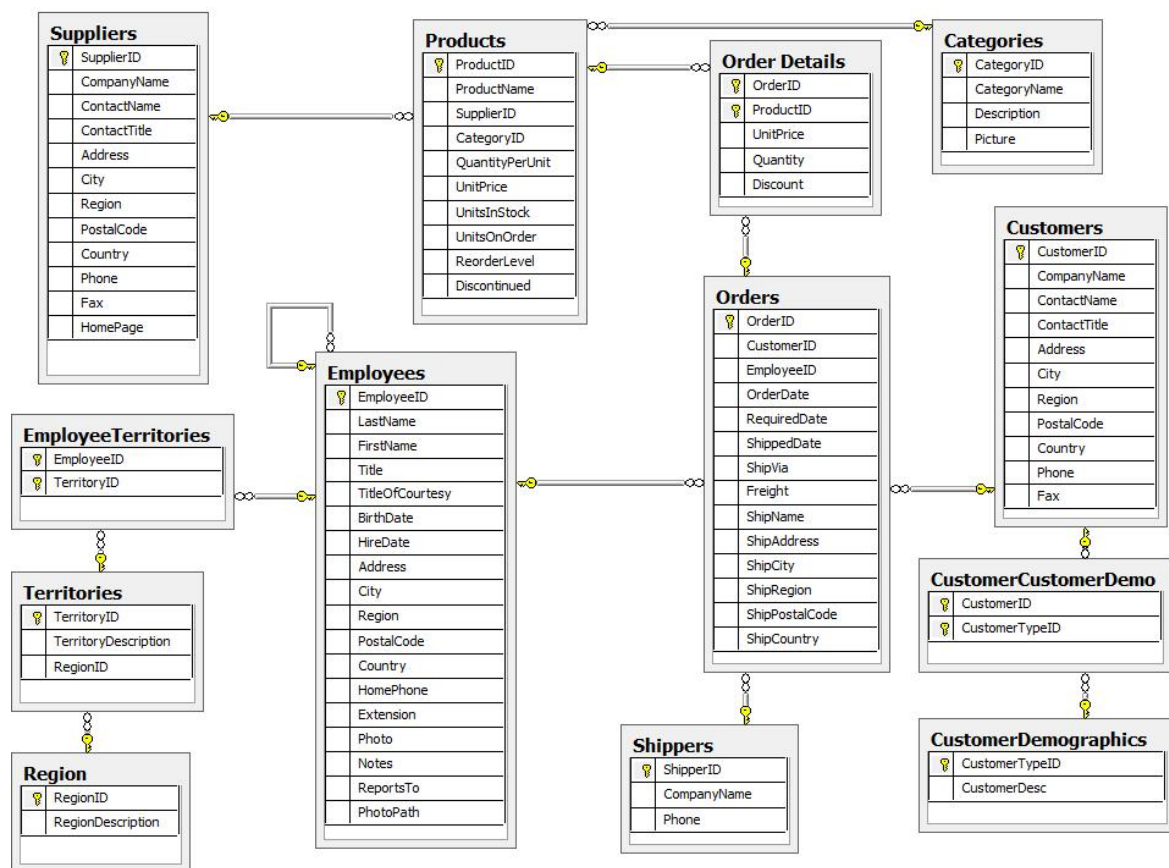 Suppliers
SupplierID
CompanyName
ContactName
ContactTitle
Address
City
Region
PostalCode
Country
Phone
Fax
HomePage
Products
ProductID
ProductName
SupplierID
CategoryID
QuantityPerUnit
UnitPrice
UnitsInStock
UnitsOnOrder
ReorderLevel
Discontinued
Order Details
OrderID
ProductID
UnitPrice
Quantity
Discount
Categories
CategoryID
CategoryName
Description
Picture
Employees
EmployeeID
LastName
FirstName
Title
TitleOfCourtesy
BirthDate
HireDate
Address
City
Region
PostalCode
Country
HomePhone
Extension
Photo
Notes
ReportsTo
PhotoPath
Orders
OrderID
CustomerID
EmployeeID
OrderDate
RequiredDate
ShippedDate
ShipVia
Freight
ShipName
ShipAddress
ShipCity
ShipRegion
ShipPostalCode
ShipCountry
Customers
CustomerID
CompanyName
ContactName
ContactTitle
Address
City
Region
PostalCode
Country
Phone
Fax
EmployeeTerritories
EmployeeID
TerritoryID
Territories
TerritoryID
TerritoryDescription
RegionID
Region
RegionID
RegionDescription
Shippers
ShipperID
CompanyName
Phone
CustomerCustomerDemo
CustomerID
CustomerTypeID
CustomerDemographics
CustomerTypeID
CustomerDesc